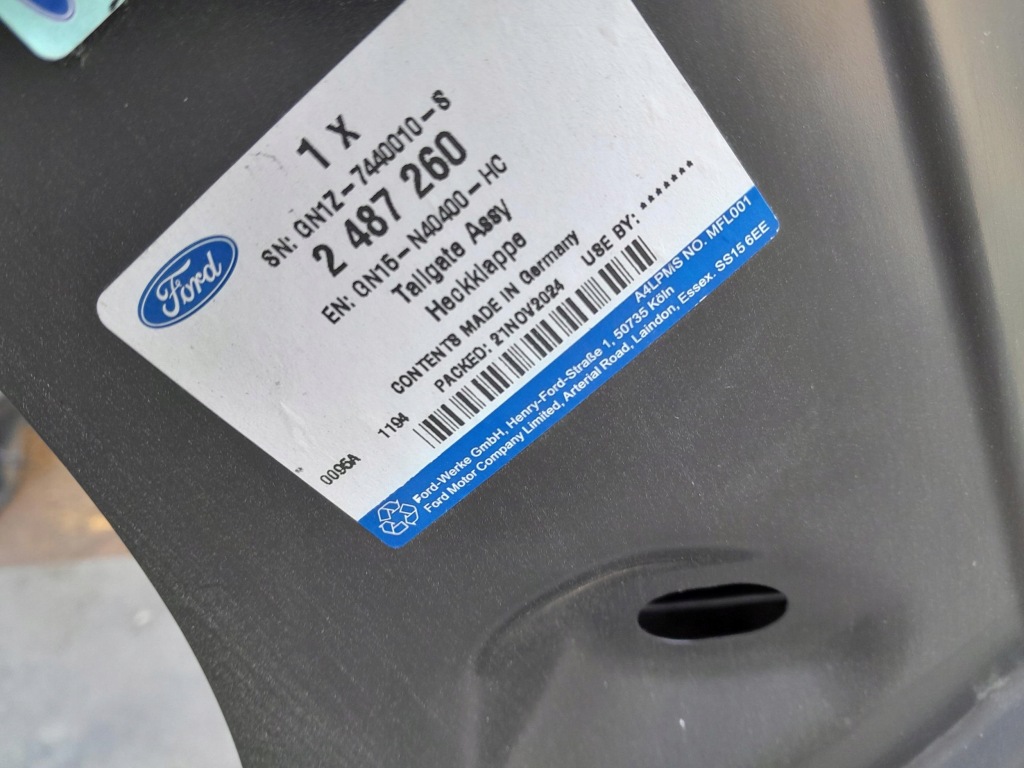 Ford
1 X
SN: GN1Z-7440010-S
2 487 260
EN: GN15-N40400-HC
Tailgate Assy
Heckklappe
CONTENTS MADE IN Germany
PACKED: 21NOV2024 USE BY: *******
1194
0095A
A4LPMS NO. MFL001
Ford-Werke GmbH, Henry-Ford-Straße 1, 50735 Köln
Ford Motor Company Limited, Arterial Road, Laindon, Essex. SS15 6EE